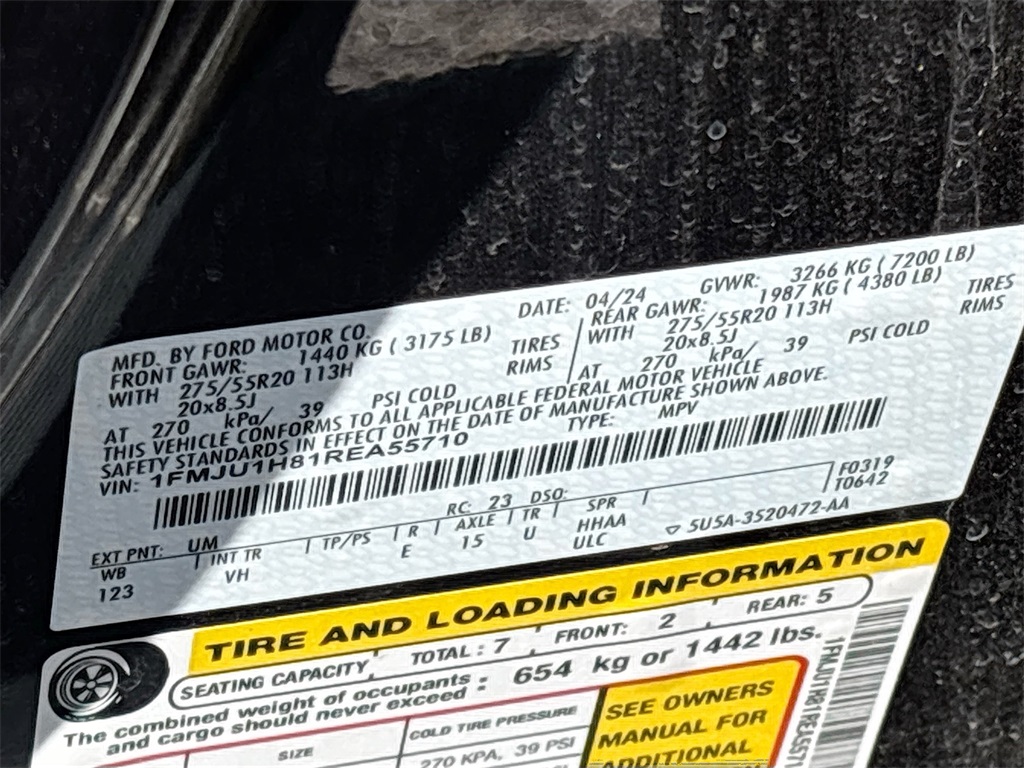 MFD. BY FORD MOTOR CO. DATE: 04/24 GVWR: 3266 KG ( 7200 LB)
FRONT GAWR: 1440 KG ( 3175 LB) REAR GAWR: 1987 KG ( 4380 LB)
WITH 275/55R20 113H TIRES WITH 275/55R20 113H TIRES
20x8.5J RIMS 20x8.5J RIMS
AT 270 kPa/ 39 PSI COLD AT 270 kPa/ 39 PSI COLD
THIS VEHICLE CONFORMS TO ALL APPLICABLE FEDERAL MOTOR VEHICLE
SAFETY STANDARDS IN EFFECT ON THE DATE OF MANUFACTURE SHOWN ABOVE.
VIN: 1FMJU1H81REA55710 TYPE: MPV
F0319
T0642
EXT PNT: UM RC: 23 DSO:
WB INT TR TP/PS R AXLE TR SPR
123 VH E 15 U HHAA
ULC 5U5A-3520472-AA
TIRE AND LOADING INFORMATION
SEATING CAPACITY TOTAL : 7 FRONT: 2 REAR: 5
The combined weight of occupants and cargo should never exceed : 654 kg or 1442 lbs.
SIZE COLD TIRE PRESSURE
270 KPA, 39 PSI
SEE OWNERS
MANUAL FOR
ADDITIONAL
1FMJU1H81REA5571